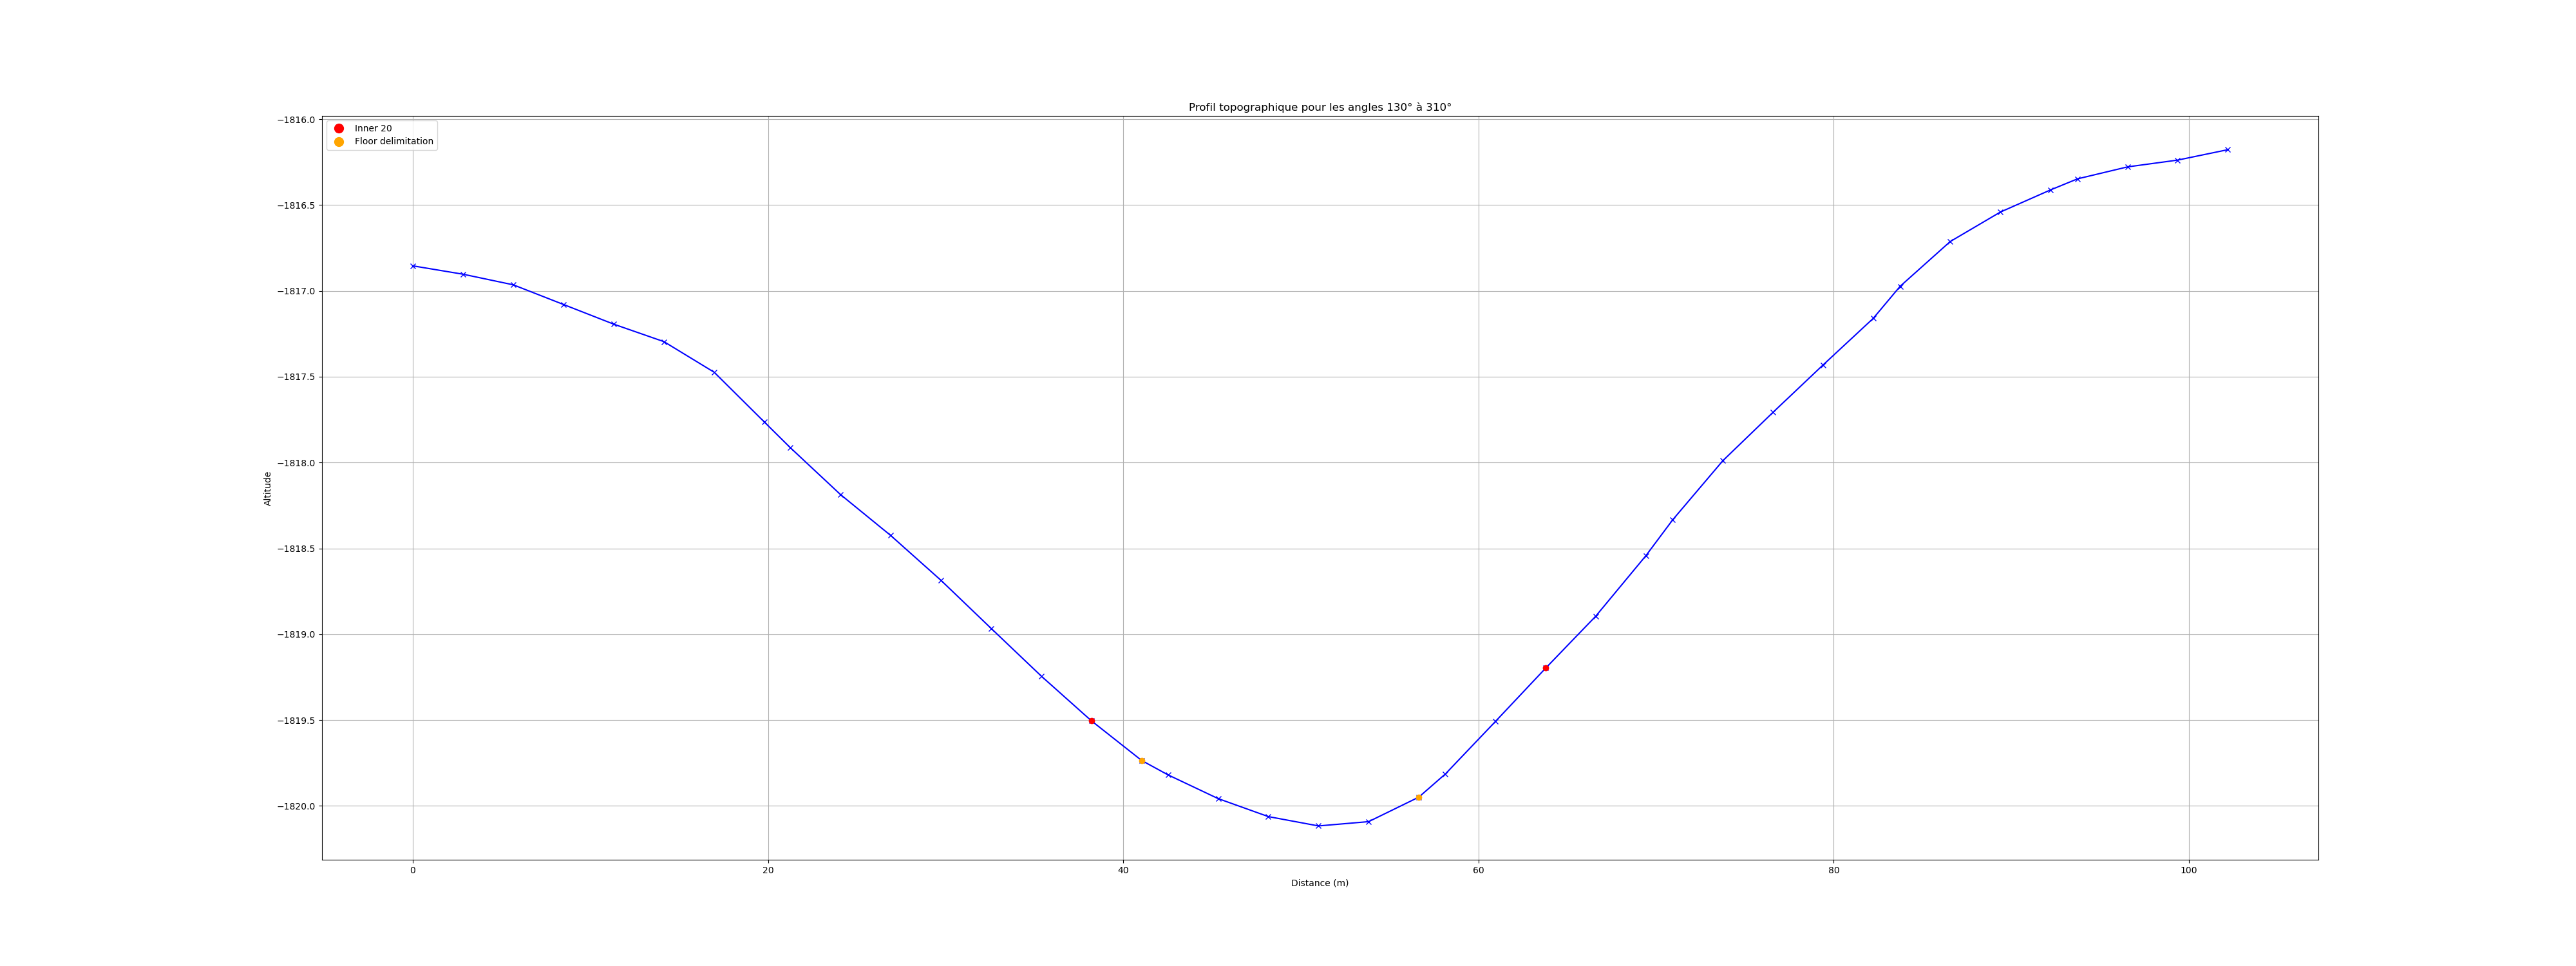 Profil topographique pour les angles 130° à 310°
Inner 20
Floor delimitation
−1816.0
−1816.5
−1817.0
−1817.5
−1818.0
−1818.5
−1819.0
−1819.5
−1820.0
Altitude
0 20 40 60 80 100
Distance (m)